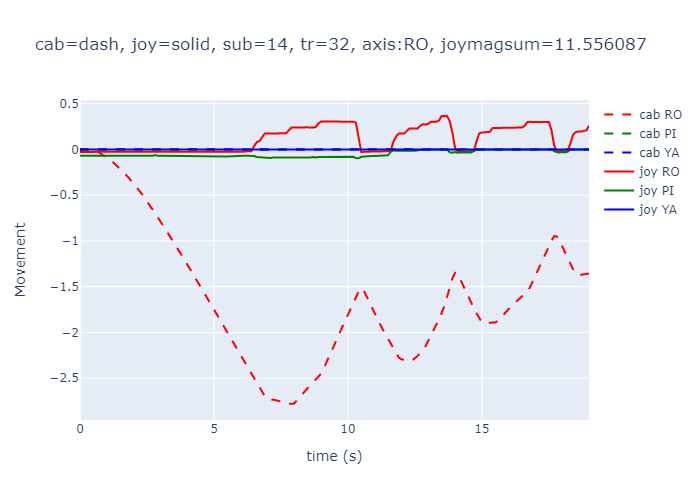 cab=dash, joy=solid, sub=14, tr=32, axis:RO, joymagsum=11.556087
0.5
0
−0.5
−1
−1.5
−2
−2.5
Movement
0
5
10
15
time (s)
cab RO
cab PI
cab YA
joy RO
joy PI
joy YA